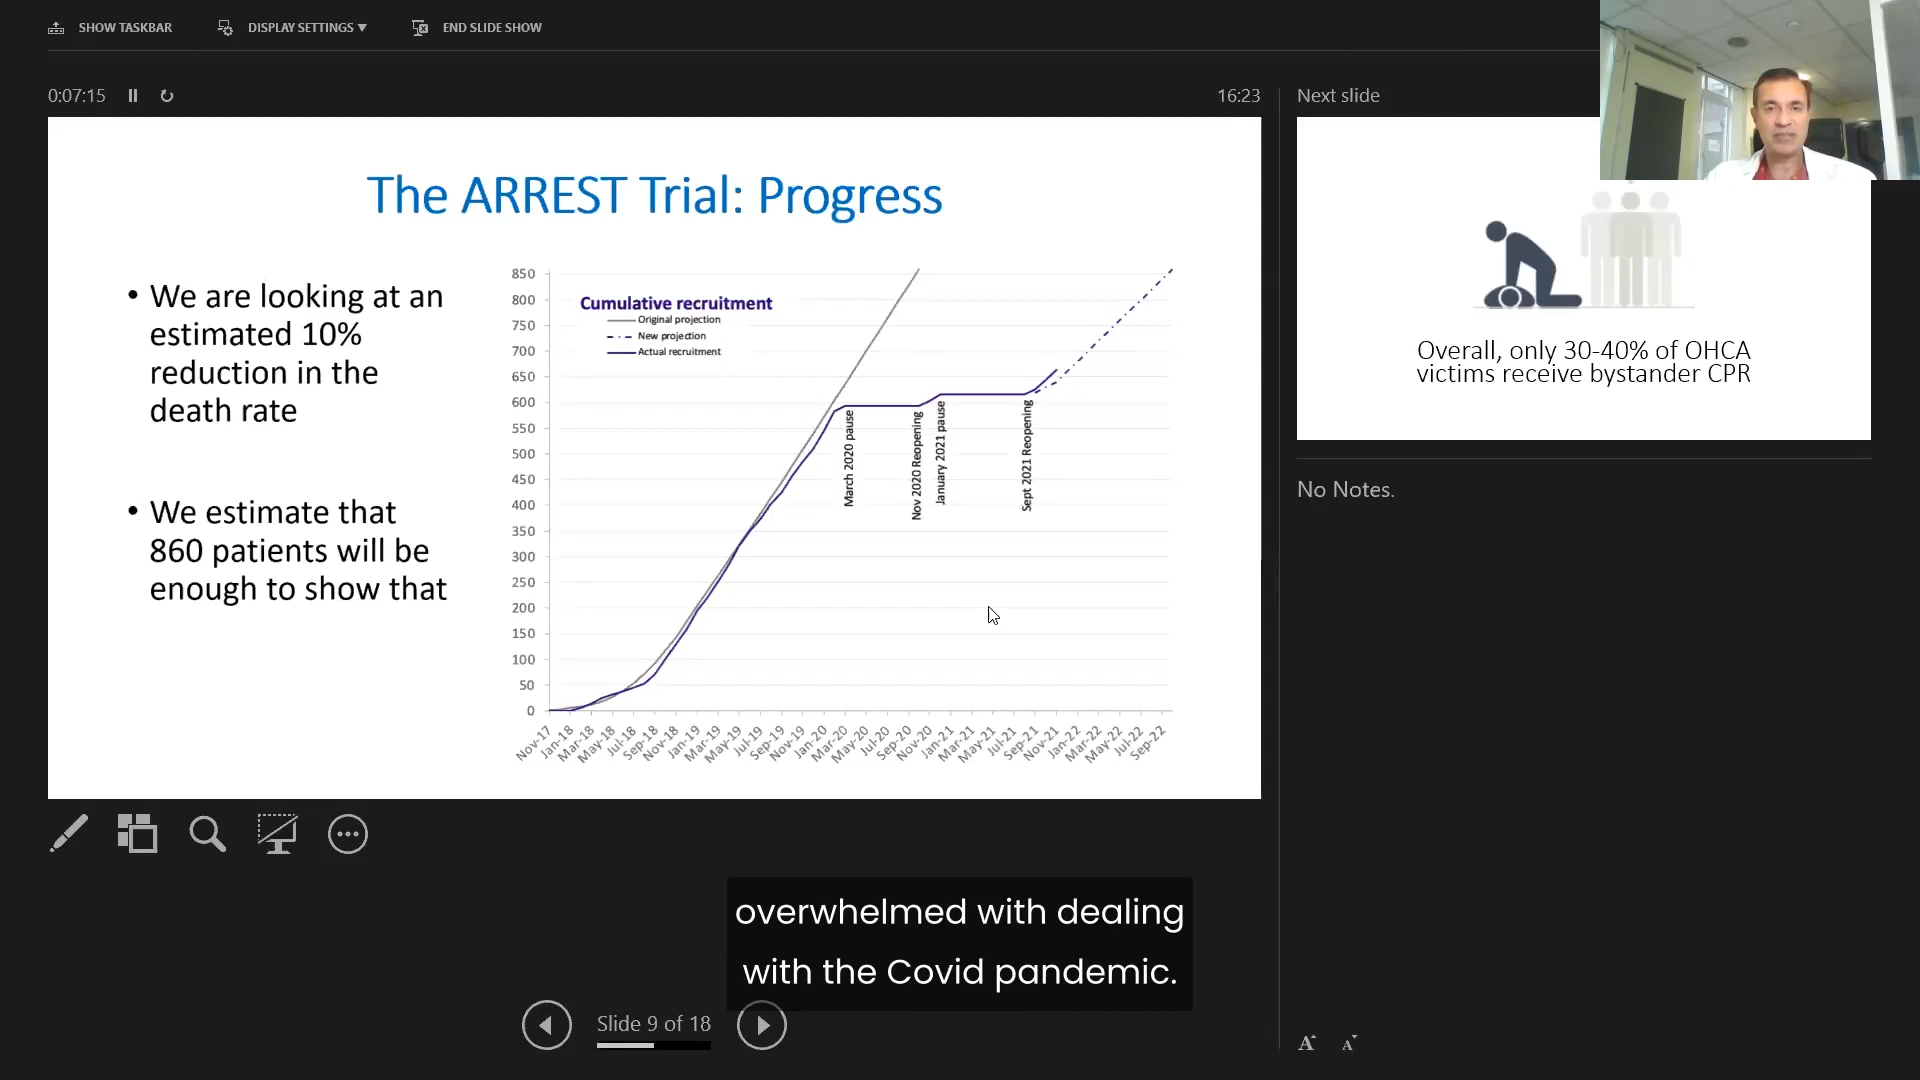 SHOW TASKBAR
DISPLAY SETTINGS ▼
END SLIDE SHOW
0:07:15
16:23
Next slide
The ARREST Trial: Progress
• We are looking at an
estimated 10%
reduction in the
death rate
• We estimate that
860 patients will be
enough to show that
Cumulative recruitment
Original projection
New projection
Actual recruitment
850
800
750
700
650
600
550
500
450
400
350
300
250
200
150
100
50
0
March 2020 pause
Nov 2020 Reopening
January 2021 pause
Sept 2021 Reopening
Nov-17
Jan-18
Mar-18
May-18
Jul-18
Sep-18
Nov-18
Jan-19
Mar-19
May-19
Jul-19
Sep-19
Nov-19
Jan-20
Mar-20
May-20
Jul-20
Sep-20
Nov-20
Jan-21
Mar-21
May-21
Jul-21
Sep-21
Nov-21
Jan-22
Mar-22
May-22
Jul-22
Sep-22
Overall, only 30-40% of OHCA
victims receive bystander CPR
No Notes.
overwhelmed with dealing
with the Covid pandemic.
Slide 9 of 18
A A